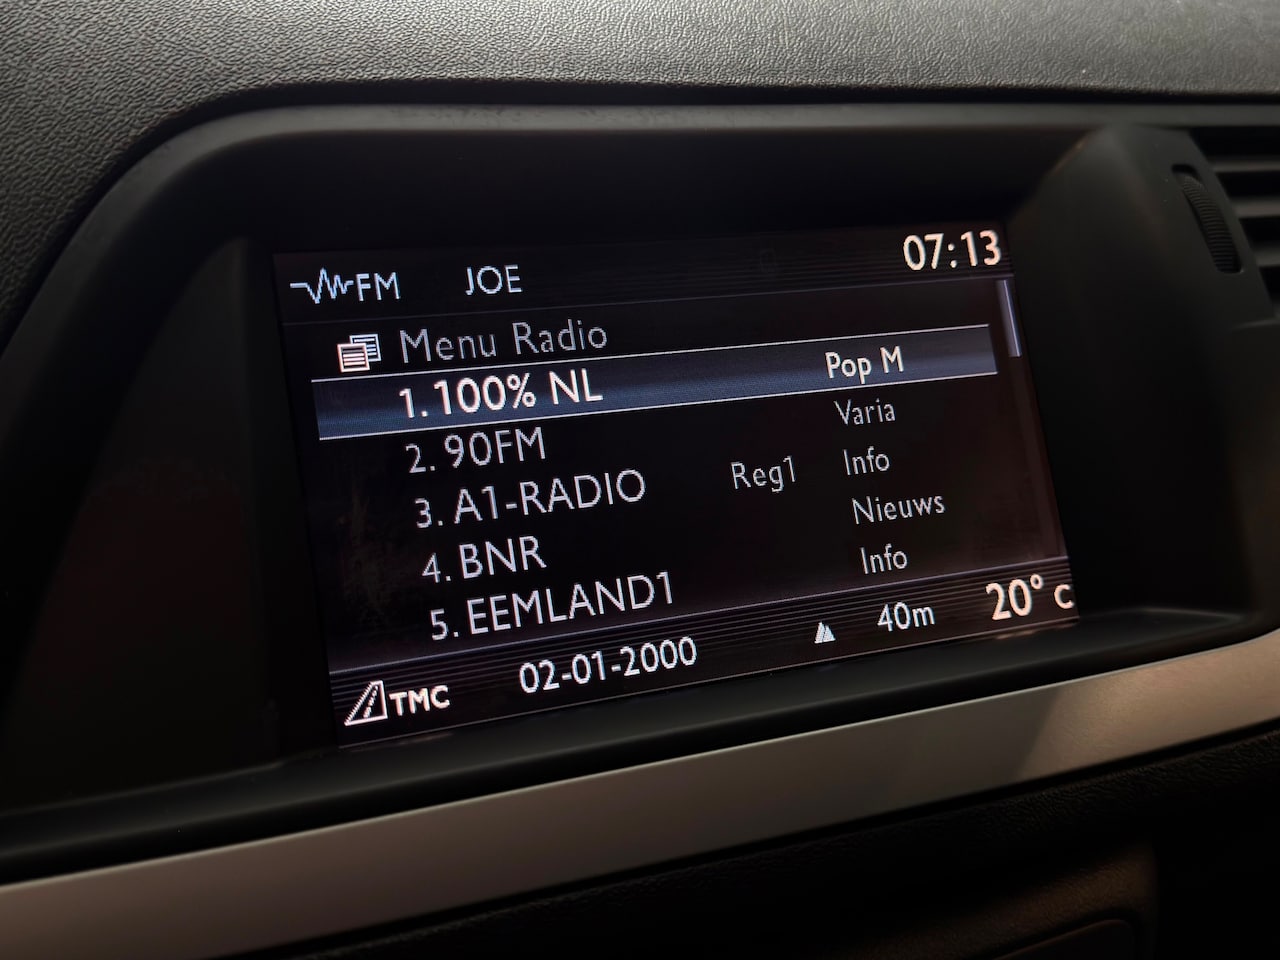 FM JOE 07:13
Menu Radio
1. 100% NL Pop M
2. 90FM Varia
3. A1-RADIO Reg1 Info
4. BNR Nieuws
5. EEMLAND1 Info
TMC 02-01-2000 40m 20° C